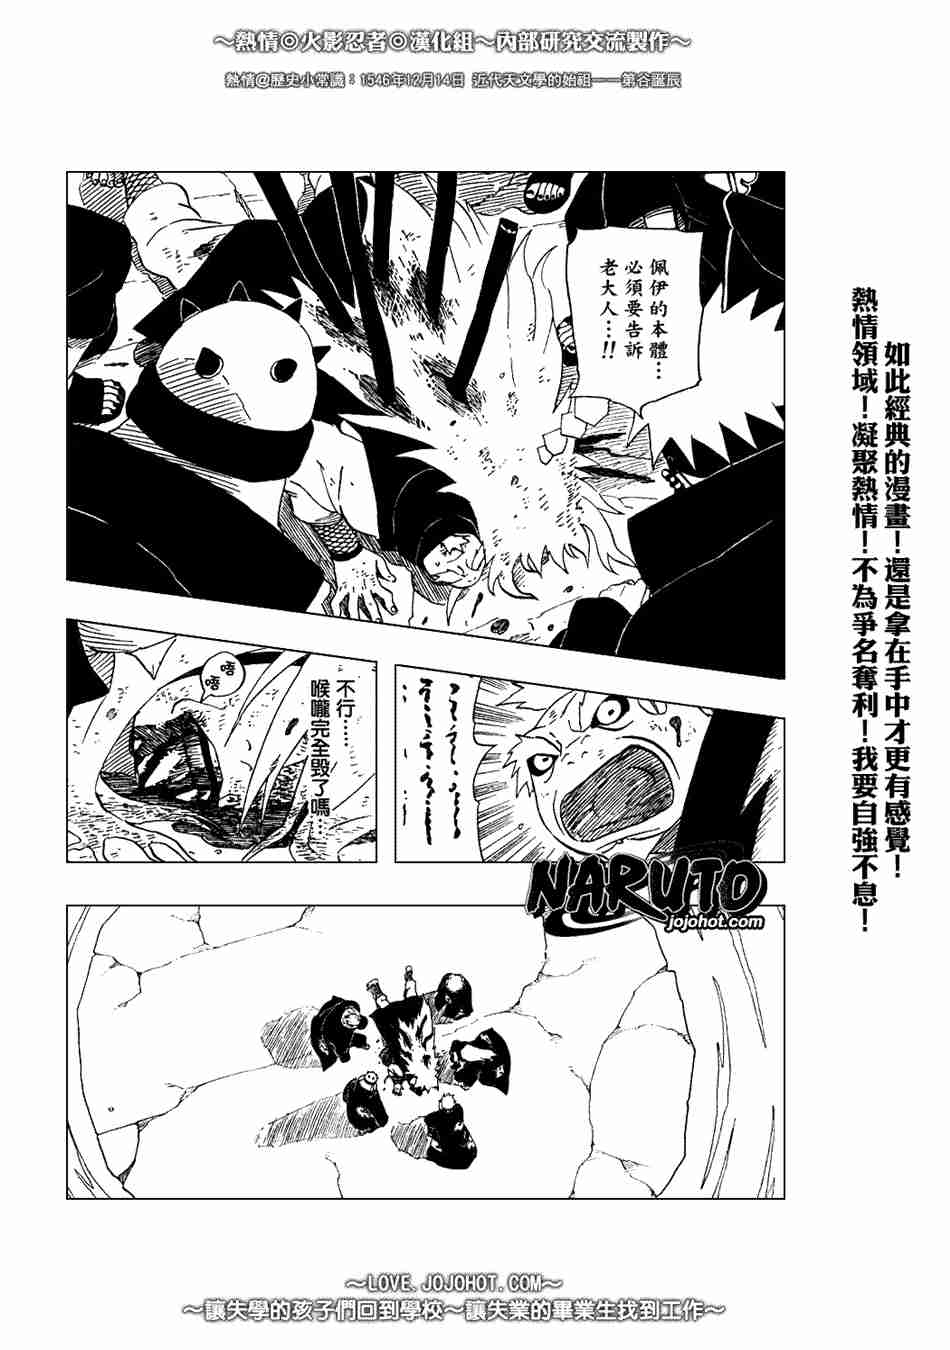 ～熱情◎火影忍者◎漢化組～內部研究交流製作～
熱情@歷史小常識：1546年12月14日 近代天文學的始祖——第谷誕辰
佩伊的本體…
必須要告訴
老大人…!!
如此經典的漫畫！還是拿在手中才更有感覺！
熱情領域！凝聚熱情！不為爭名奪利！我要自強不息！
不行……
喉嚨完全毀了嗎…
唔
唔
NARUTO
jojohot.com
～LOVE.JOJOHOT.COM～
～讓失學的孩子們回到學校～讓失業的畢業生找到工作～